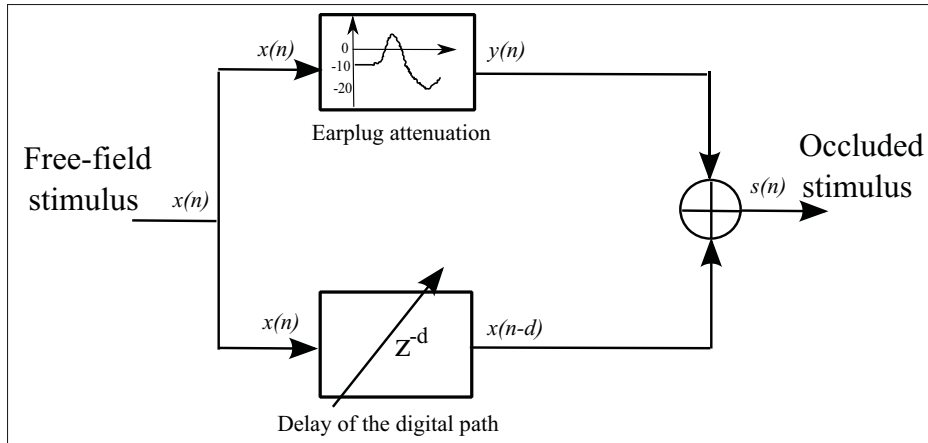 x(n)
0
-10
-20
y(n)
Earplug attenuation
Free-field
stimulus
x(n)
Occluded
stimulus
s(n)
x(n)
z^-d
x(n-d)
Delay of the digital path